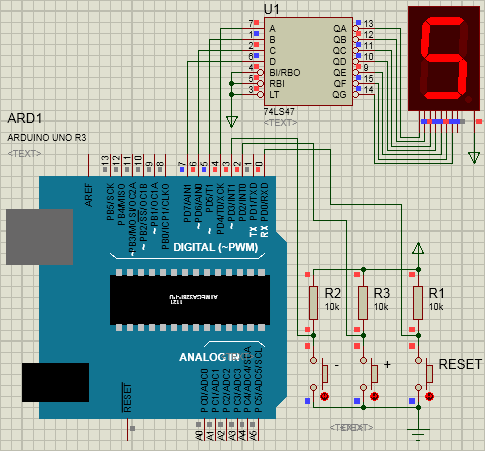 U1
7 A QA 13
1 B QB 12
2 C QC 11
6 D QD 10
4 BI/RBO QE 9
5 RBI QF 15
3 LT QG 14
74LS47
<TEXT>
ARD1
ARDUINO UNO R3
<TEXT>
AREF
13 PB5/SCK
12 PB4/MISO
11 ~PB3/MOSI/OC2A
10 ~PB2/SS/OC1B
9 ~PB1/OC1A
8 PB0/ICP1/CLKO
7 PD7/AIN1
6 ~PD6/AIN0
5 ~PD5/T1
4 PD4/T0/XCK
3 ~PD3/INT1
2 PD2/INT0
1 PD1/TXD
0 PD0/RXD
TX
RX
DIGITAL (~PWM)
1121
ANALOG IN
RESET
A0 PC0/ADC0
A1 PC1/ADC1
A2 PC2/ADC2
A3 PC3/ADC3
A4 PC4/ADC4/SDA
A5 PC5/ADC5/SCL
R2
10k
R3
10k
R1
10k
-
+
RESET